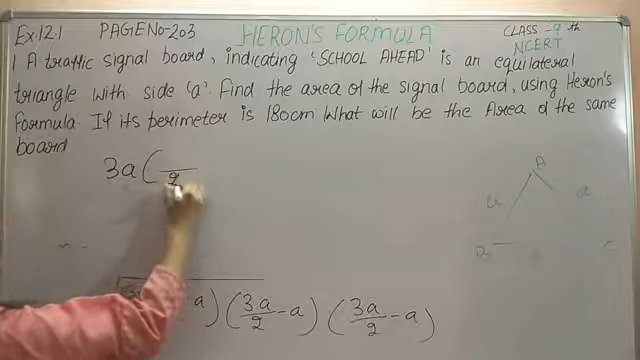 Ex.12.1 PAGENO-203 HERON'S FORMULA CLASS-9th
NCERT
1 A traffic signal board, indicating 'SCHOOL AHEAD' is an equilateral
triangle with side 'a'. Find the area of the signal board, using Heron's
Formula. If its perimeter is 180cm What will be the Area of the same
board
3a( /2
A
a) (3a/2 - a) (3a/2 - a)